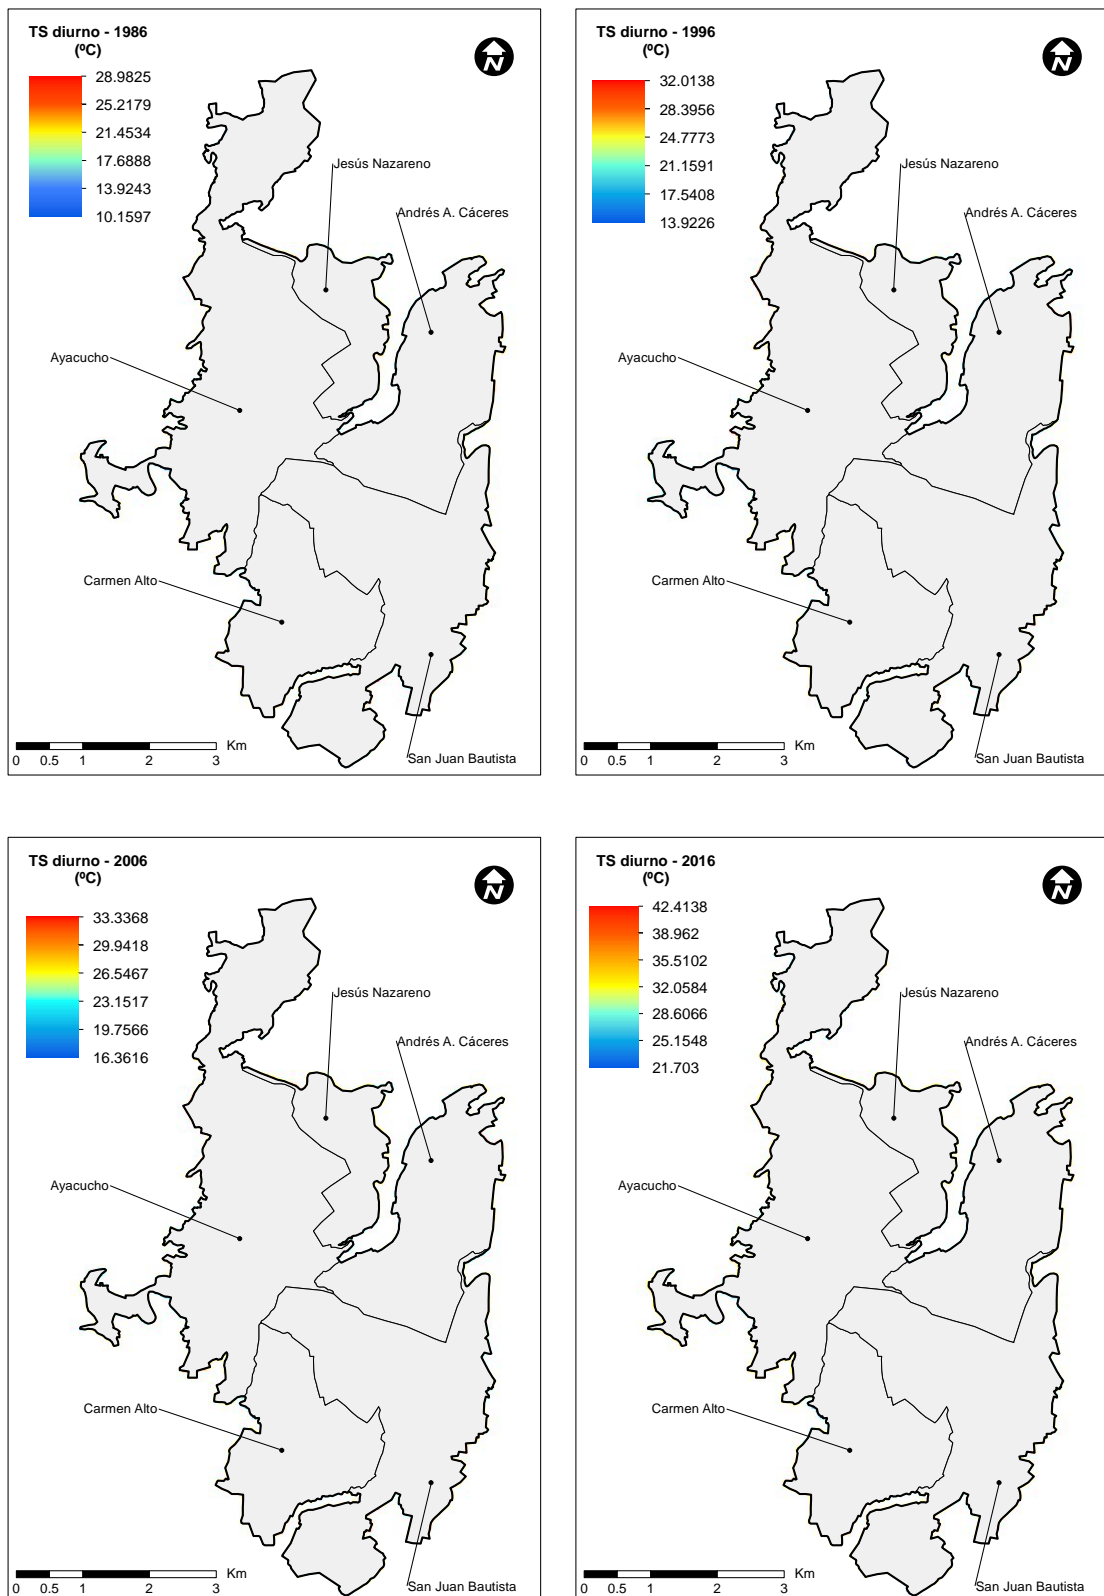 TS diurno - 1986
(ºC)
N
28.9825
25.2179
21.4534
17.6888
13.9243
10.1597
Jesús Nazareno
Andrés A. Cáceres
Ayacucho
Carmen Alto
San Juan Bautista
Km
0 0.5 1 2 3
TS diurno - 1996
(ºC)
N
32.0138
28.3956
24.7773
21.1591
17.5408
13.9226
Jesús Nazareno
Andrés A. Cáceres
Ayacucho
Carmen Alto
San Juan Bautista
Km
0 0.5 1 2 3
TS diurno - 2006
(ºC)
N
33.3368
29.9418
26.5467
23.1517
19.7566
16.3616
Jesús Nazareno
Andrés A. Cáceres
Ayacucho
Carmen Alto
San Juan Bautista
Km
0 0.5 1 2 3
TS diurno - 2016
(ºC)
N
42.4138
38.962
35.5102
32.0584
28.6066
25.1548
21.703
Jesús Nazareno
Andrés A. Cáceres
Ayacucho
Carmen Alto
San Juan Bautista
Km
0 0.5 1 2 3